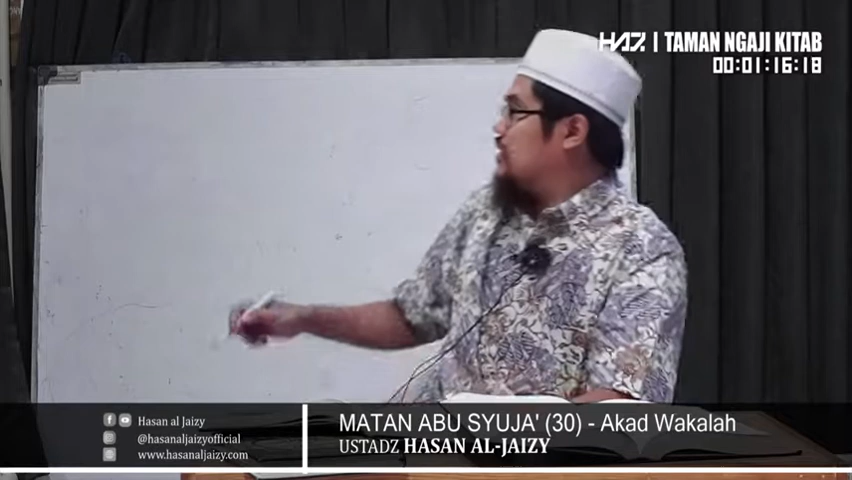 HAZ | TAMAN NGAJI KITAB
00:01:16:18
Hasan al Jaizy
@hasanaljaizyofficial
www.hasanaljaizy.com
MATAN ABU SYUJA' (30) - Akad Wakalah
USTADZ HASAN AL-JAIZY